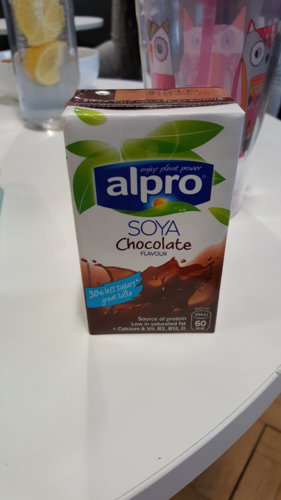 enjoy plant power
alpro
SOYA
Chocolate
FLAVOUR
30% less sugars*
great taste
Source of protein
Low in saturated fat
+ Calcium & Vit. B2, B12, D
60